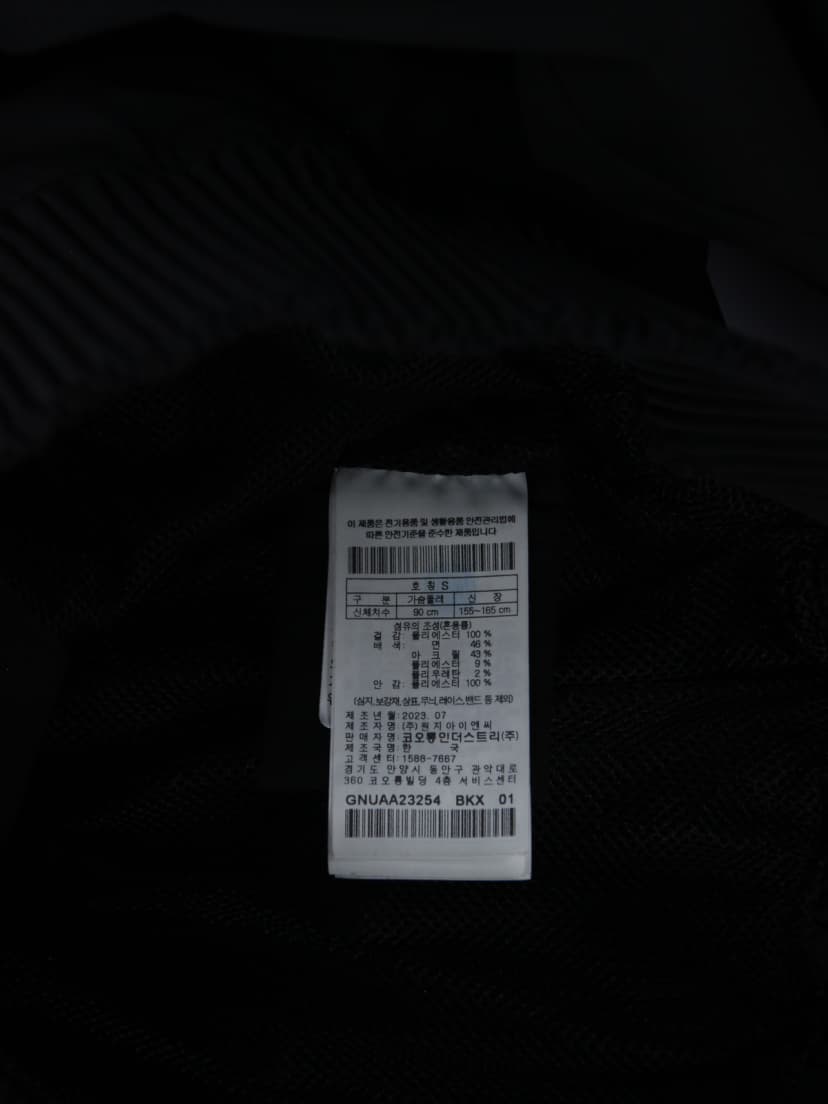 이 제품은 전기용품 및 생활용품 안전관리법에
따른 안전기준을 준수한 제품입니다
호 칭 S
구 분 가슴둘레 신 장
신체치수 90 cm 155~165 cm
섬유의 조성(혼용률)
겉 감: 폴리에스터 100 %
배 색: 면 46 %
아 크 릴 43 %
폴리에스터 9 %
폴리우레탄 2 %
안 감: 폴리에스터 100 %
(심지,보강재,상표,무늬,레이스,밴드 등 제외)
제 조 년 월: 2023. 07
제 조 자 명: (주)원지아이앤씨
판 매 자 명: 코오롱인더스트리(주)
제 조 국 명: 한 국
고 객 센 터: 1588-7667
경기도 안양시 동안구 관악대로
360 코오롱빌딩 4층 서비스센터
GNUAA23254 BKX 01